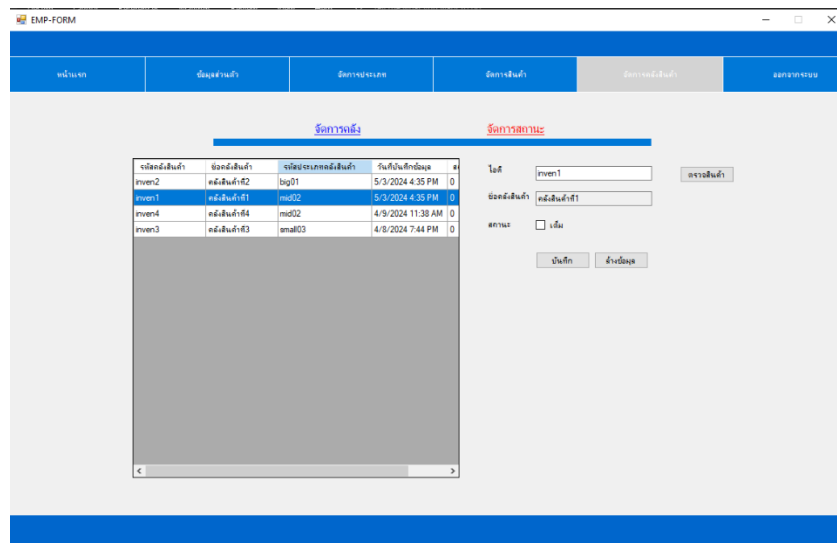 EMP-FORM
หน้าแรก ข้อมูลส่วนตัว จัดการประเภท จัดการสินค้า จัดการคลังสินค้า ออกจากระบบ
จัดการคลัง จัดการสถานะ
รหัสคลังสินค้า ชื่อคลังสินค้า รหัสประเภทคลังสินค้า วันที่บันทึกข้อมูล
inven2 คลังสินค้าที่2 big01 5/3/2024 4:35 PM 0
inven1 คลังสินค้าที่1 mid02 5/3/2024 4:35 PM 0
inven4 คลังสินค้าที่4 mid02 4/9/2024 11:38 AM 0
inven3 คลังสินค้าที่3 small03 4/8/2024 7:44 PM 0
ไอดี inven1 ตรวจสินค้า
ชื่อคลังสินค้า คลังสินค้าที่1
สถานะ เต็ม
บันทึก ล้างข้อมูล